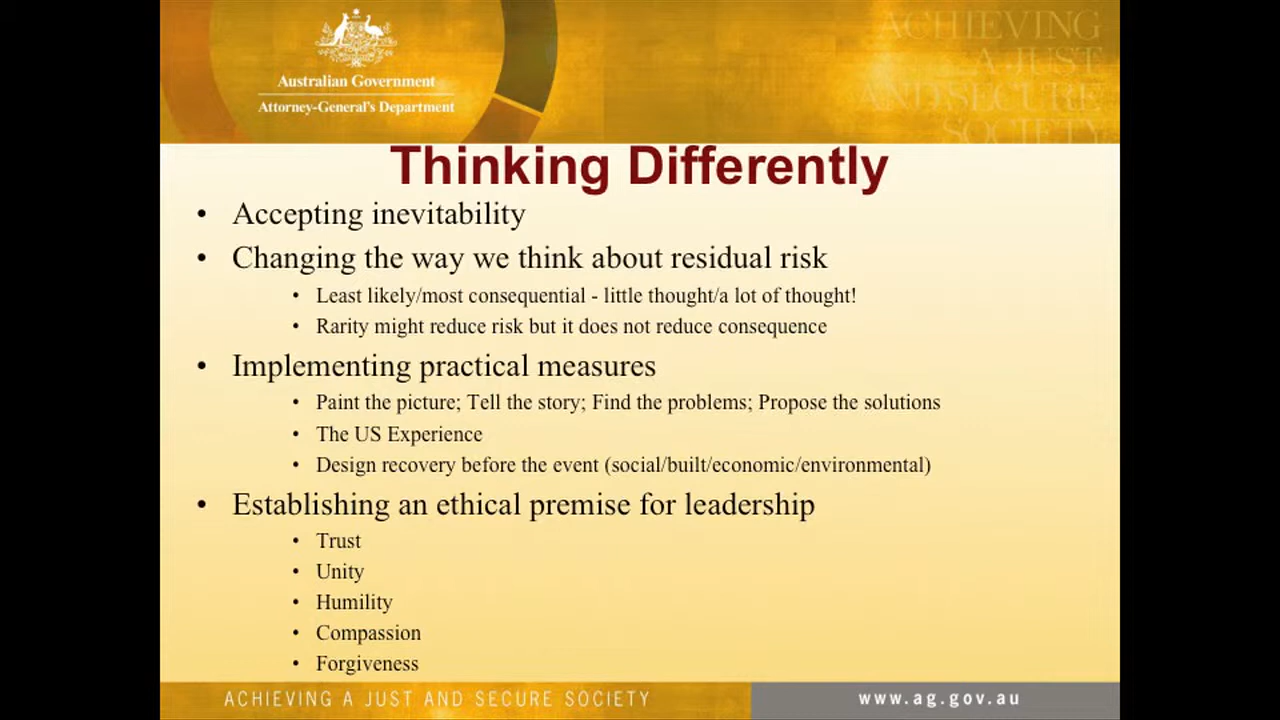 Australian Government
Attorney-General's Department
ACHIEVING
A JUST
AND SECURE
SOCIETY
Thinking Differently
• Accepting inevitability
• Changing the way we think about residual risk
• Least likely/most consequential - little thought/a lot of thought!
• Rarity might reduce risk but it does not reduce consequence
• Implementing practical measures
• Paint the picture; Tell the story; Find the problems; Propose the solutions
• The US Experience
• Design recovery before the event (social/built/economic/environmental)
• Establishing an ethical premise for leadership
• Trust
• Unity
• Humility
• Compassion
• Forgiveness
ACHIEVING A JUST AND SECURE SOCIETY
www.ag.gov.au